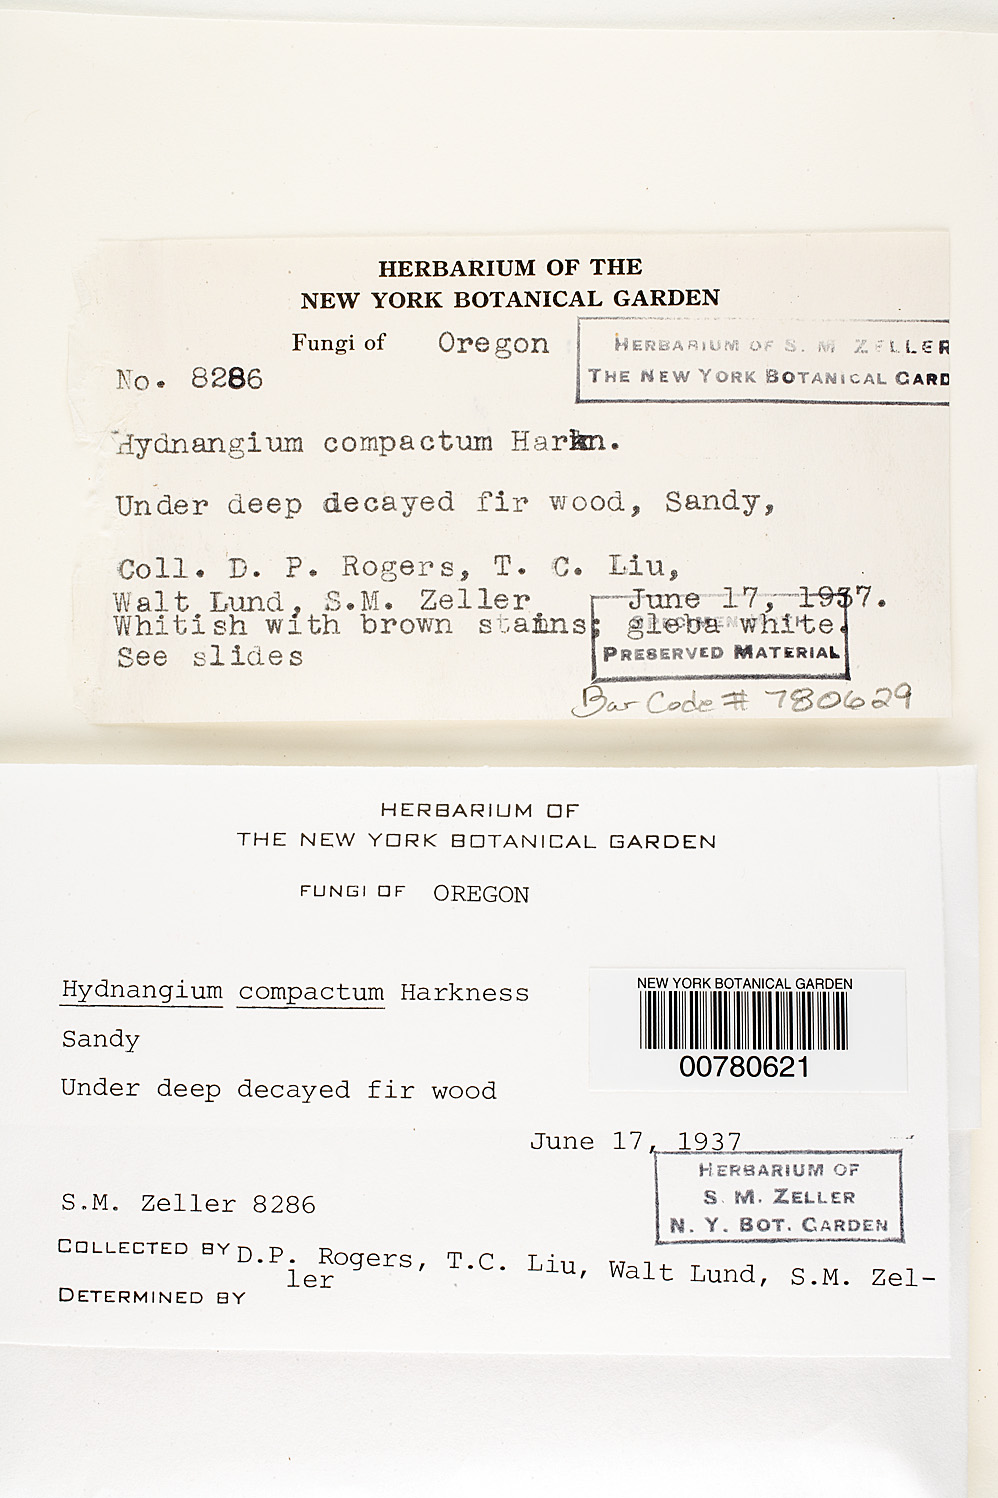 HERBARIUM OF THE
NEW YORK BOTANICAL GARDEN
Fungi of Oregon
HERBARIUM OF S. M. ZELLER
THE NEW YORK BOTANICAL GARD
No. 8286
Hydnangium compactum Harkn.
Under deep decayed fir wood, Sandy,
Coll. D. P. Rogers, T. C. Liu,
Walt Lund, S.M. Zeller, June 17, 1937.
Whitish with brown stains; gleba white.
See slides
SPECIMEN
PRESERVED MATERIAL
Bar Code # 780629
HERBARIUM OF
THE NEW YORK BOTANICAL GARDEN
FUNGI OF OREGON
Hydnangium compactum Harkness
Sandy
Under deep decayed fir wood
NEW YORK BOTANICAL GARDEN
00780621
June 17, 1937
HERBARIUM OF
S. M. ZELLER
N. Y. BOT. GARDEN
S.M. Zeller 8286
COLLECTED BY D.P. Rogers, T.C. Liu, Walt Lund, S.M. Zel-
ler
DETERMINED BY